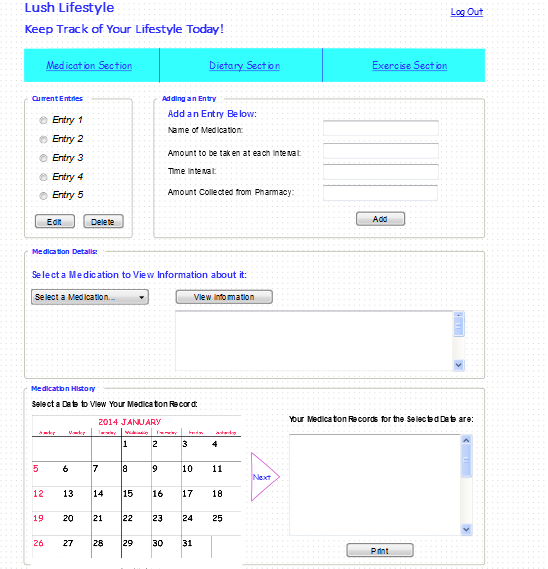 Lush Lifestyle
Log Out
Keep Track of Your Lifestyle Today!
Medication Section Dietary Section Exercise Section
Current Entries
Entry 1
Entry 2
Entry 3
Entry 4
Entry 5
Edit Delete
Adding an Entry
Add an Entry Below:
Name of Medication:
Amount to be taken at each interval:
Time Interval:
Amount Collected from Pharmacy:
Add
Medication Details:
Select a Medication to View Information about it:
Select a Medication... View Information
Medication History
Select a Date to View Your Medication Record:
2014 JANUARY
Sunday Monday Tuesday Wednesday Thursday Friday Saturday
1 2 3 4
5 6 7 8 9 10 11
12 13 14 15 16 17 18
19 20 21 22 23 24 25
26 27 28 29 30 31
Next
Your Medication Records for the Selected Date are:
Print